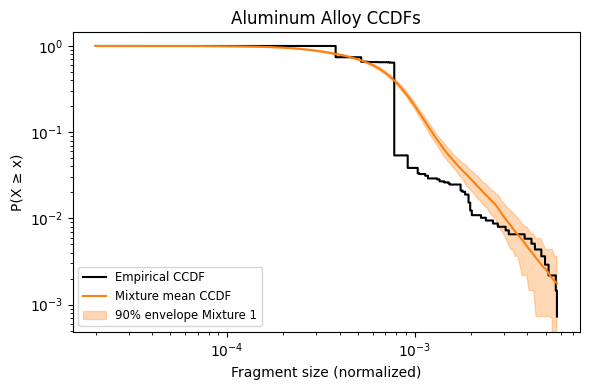 Aluminum Alloy CCDFs
P(X ≥ x)
10⁰
10⁻¹
10⁻²
10⁻³
Empirical CCDF
Mixture mean CCDF
90% envelope Mixture 1
10⁻⁴
10⁻³
Fragment size (normalized)